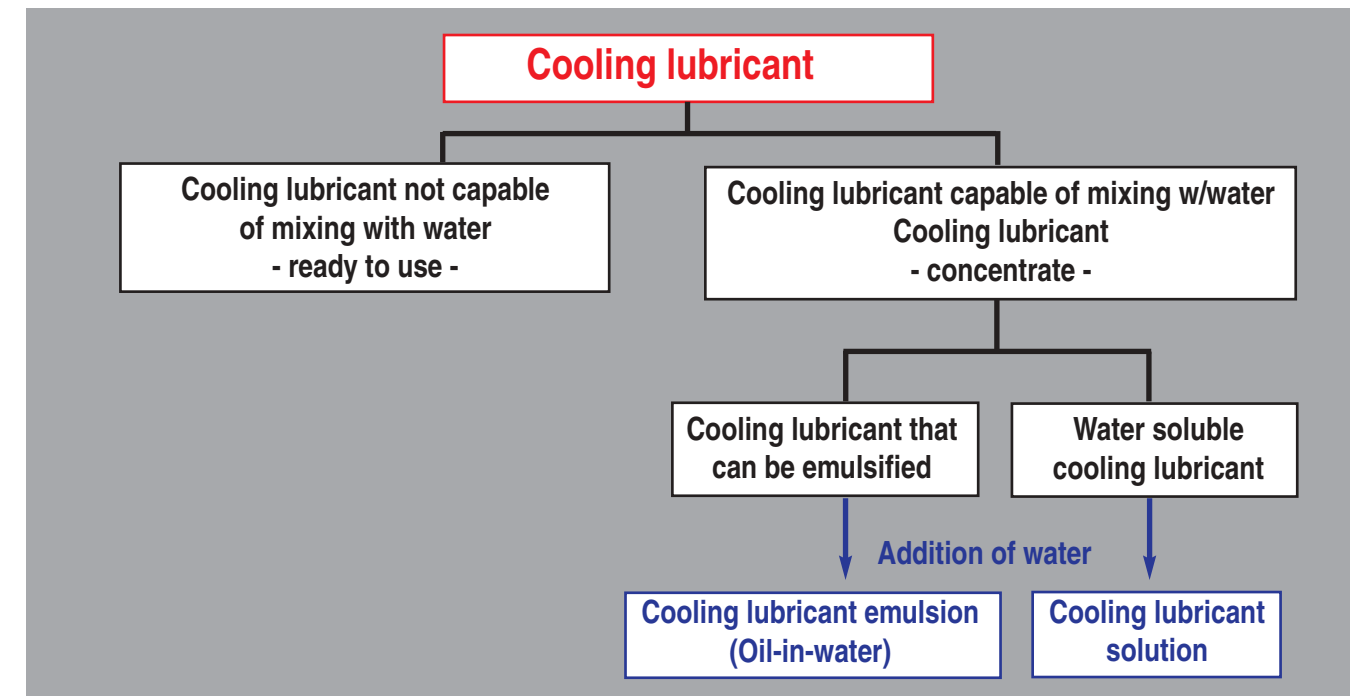 Cooling lubricant
Cooling lubricant not capable
of mixing with water
- ready to use -
Cooling lubricant capable of mixing w/water
Cooling lubricant
- concentrate -
Cooling lubricant that
can be emulsified
Water soluble
cooling lubricant
Addition of water
Cooling lubricant emulsion
(Oil-in-water)
Cooling lubricant
solution